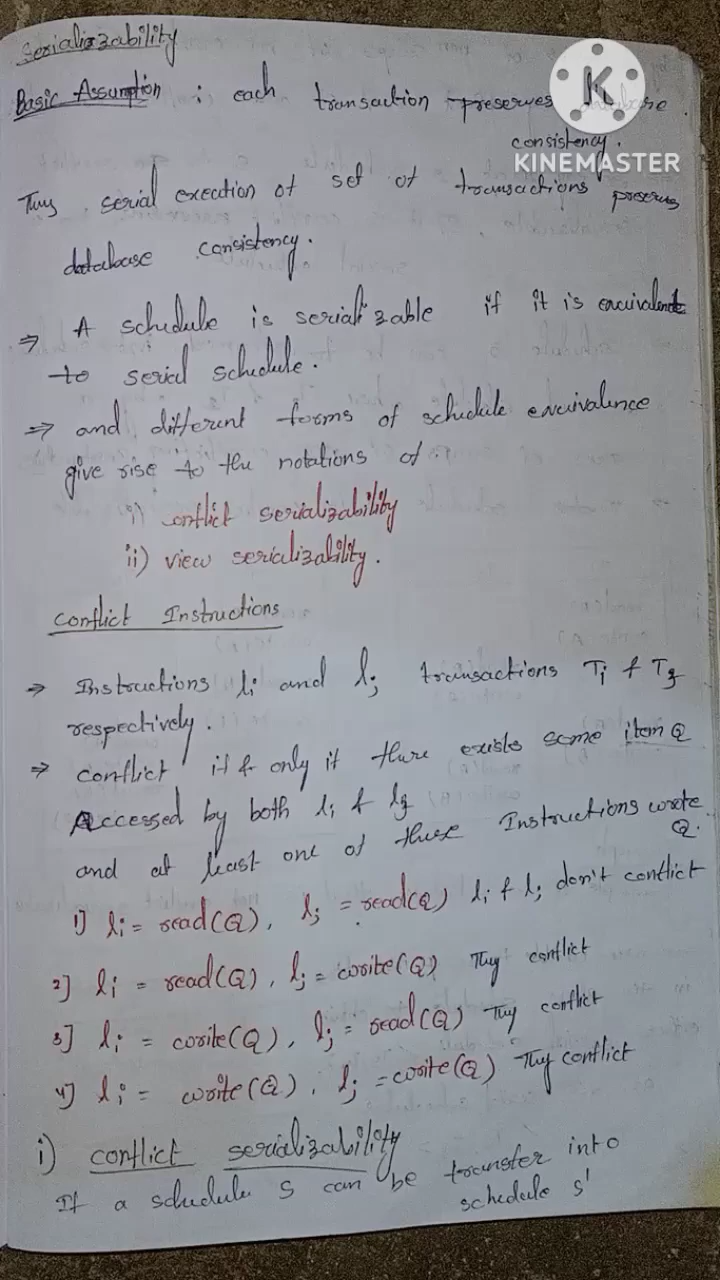 Serializability
Basic Assumption : each transaction preserves
consistency.
K
KINEMASTER
Thus serial execution of set of transactions preserves
database consistency.
⇒ A schedule is serializable if it is equivalent
to serial schedule.
⇒ and different forms of schedule equivalence
give rise to the notations of.
i) conflict serializability
ii) view serializability.
Conflict Instructions
⇒ Instructions li and lj transactions Ti & Tj
respectively.
⇒ conflict if & only if there exists some item Q
Accessed by both li & lj
and at least one of these Instructions wrote
Q.
1) li = read(Q), lj = read(Q) li & lj don't conflict
2) li = read(Q), lj = write(Q) They conflict
3) li = write(Q), lj = read(Q) They conflict
4) li = write(Q), lj = write(Q) They conflict
i) conflict serializability
If a schedule S can be transfer into
schedule S'